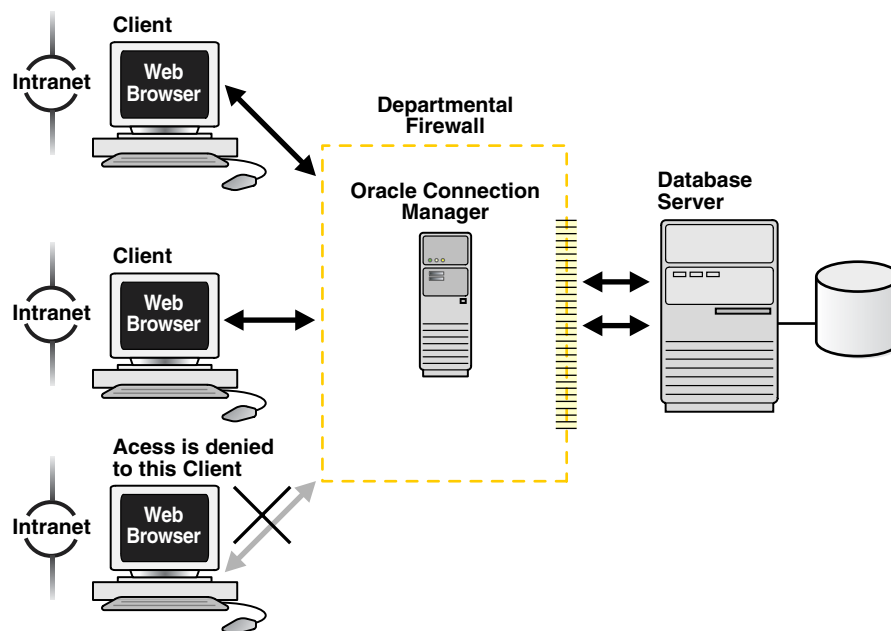 Client
Intranet
Web
Browser
Departmental
Firewall
Oracle Connection
Manager
Database
Server
Client
Intranet
Web
Browser
Acess is denied
to this Client
Intranet
Web
Browser